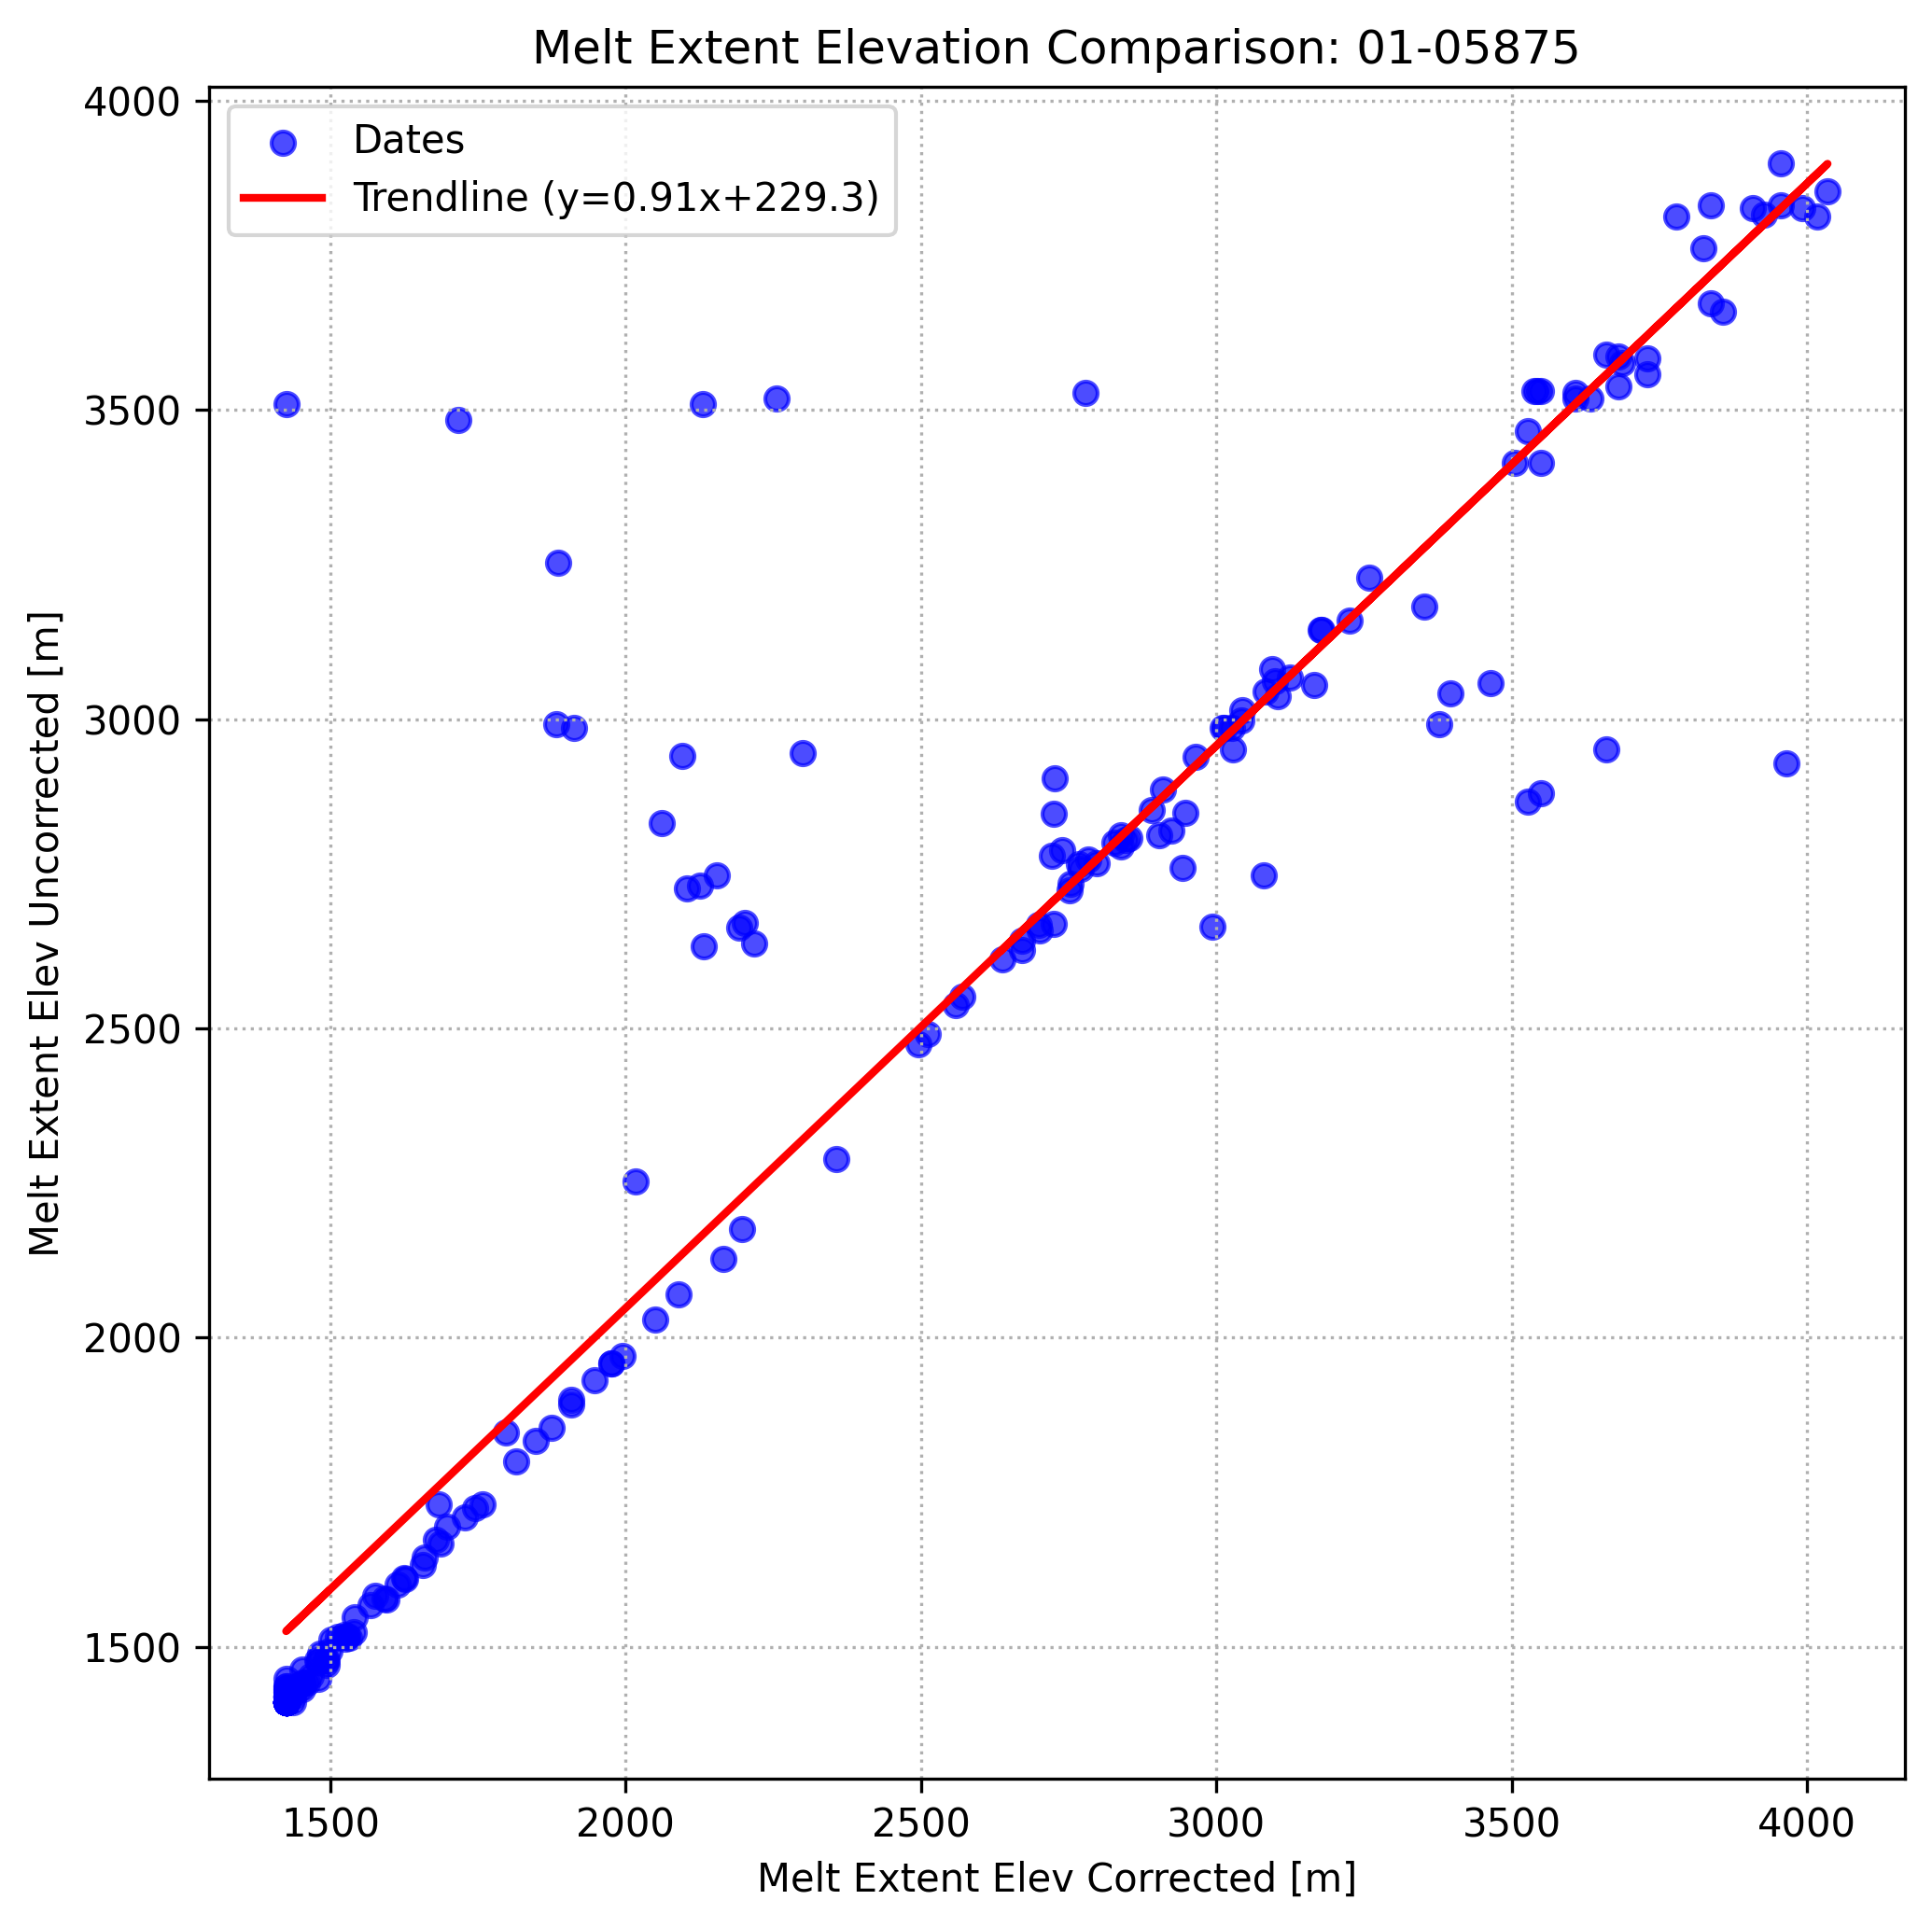 Melt Extent Elevation Comparison: 01-05875
Dates
Trendline (y=0.91x+229.3)
4000
3500
3000
2500
2000
1500
Melt Extent Elev Uncorrected [m]
1500 2000 2500 3000 3500 4000
Melt Extent Elev Corrected [m]